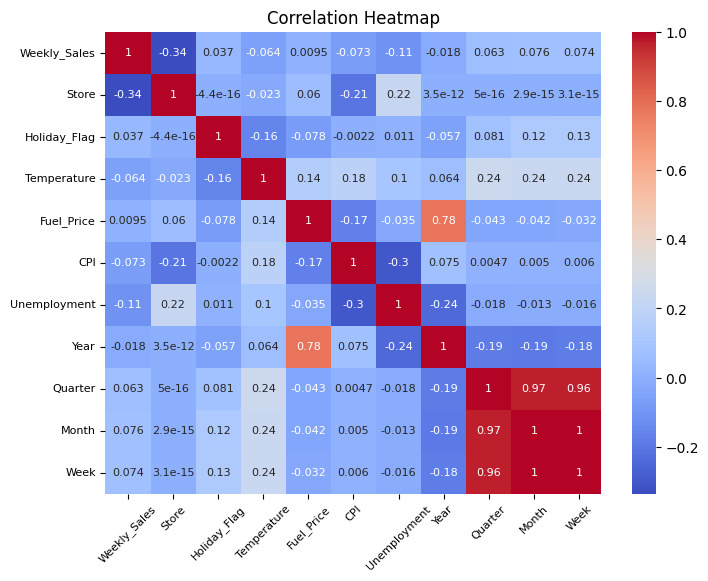 Correlation Heatmap
Weekly_Sales 1 -0.34 0.037 -0.064 0.0095 -0.073 -0.11 -0.018 0.063 0.076 0.074
Store -0.34 1 -4.4e-16 -0.023 0.06 -0.21 0.22 3.5e-12 5e-16 2.9e-15 3.1e-15
Holiday_Flag 0.037 -4.4e-16 1 -0.16 -0.078 -0.0022 0.011 -0.057 0.081 0.12 0.13
Temperature -0.064 -0.023 -0.16 1 0.14 0.18 0.1 0.064 0.24 0.24 0.24
Fuel_Price 0.0095 0.06 -0.078 0.14 1 -0.17 -0.035 0.78 -0.043 -0.042 -0.032
CPI -0.073 -0.21 -0.0022 0.18 -0.17 1 -0.3 0.075 0.0047 0.005 0.006
Unemployment -0.11 0.22 0.011 0.1 -0.035 -0.3 1 -0.24 -0.018 -0.013 -0.016
Year -0.018 3.5e-12 -0.057 0.064 0.78 0.075 -0.24 1 -0.19 -0.19 -0.18
Quarter 0.063 5e-16 0.081 0.24 -0.043 0.0047 -0.018 -0.19 1 0.97 0.96
Month 0.076 2.9e-15 0.12 0.24 -0.042 0.005 -0.013 -0.19 0.97 1 1
Week 0.074 3.1e-15 0.13 0.24 -0.032 0.006 -0.016 -0.18 0.96 1 1
Weekly_Sales Store Holiday_Flag Temperature Fuel_Price CPI Unemployment Year Quarter Month Week
1.0
0.8
0.6
0.4
0.2
0.0
−0.2